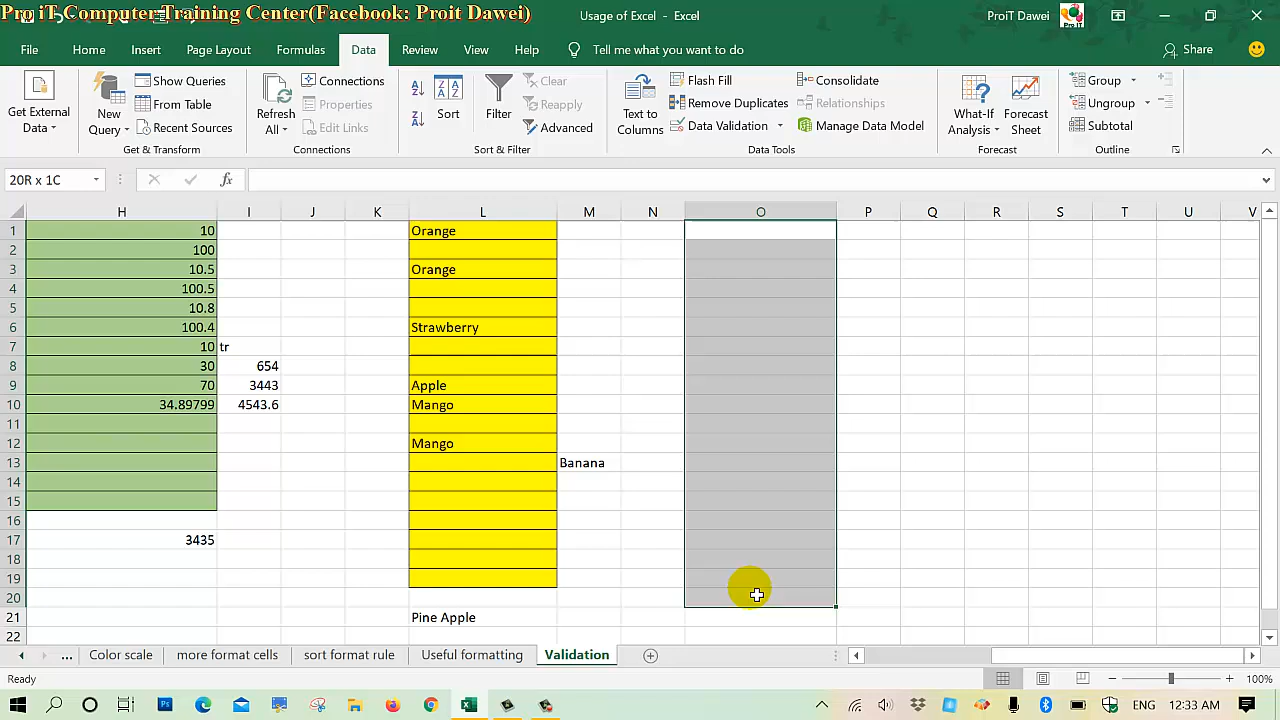 Pro iT Computer Training Center(Facebook: Proit Dawei)
Usage of Excel - Excel
ProiT Dawei
File Home Insert Page Layout Formulas Data Review View Help Tell me what you want to do Share
Get External Data
New Query
Show Queries
From Table
Recent Sources
Get & Transform
Refresh All
Connections
Properties
Edit Links
Connections
Sort
Filter
Clear
Reapply
Advanced
Sort & Filter
Text to Columns
Flash Fill
Remove Duplicates
Data Validation
Consolidate
Relationships
Manage Data Model
Data Tools
What-If Analysis
Forecast Sheet
Forecast
Group
Ungroup
Subtotal
Outline
20R x 1C fx
H I J K L M N O P Q R S T U V
1 10 Orange
2 100
3 10.5 Orange
4 100.5
5 10.8
6 100.4 Strawberry
7 10 tr
8 30 654
9 70 3443 Apple
10 34.89799 4543.6 Mango
11
12 Mango
13 Banana
14
15
16
17 3435
18
19
20
21 Pine Apple
22
... Color scale more format cells sort format rule Useful formatting Validation
Ready 100%
ENG 12:33 AM